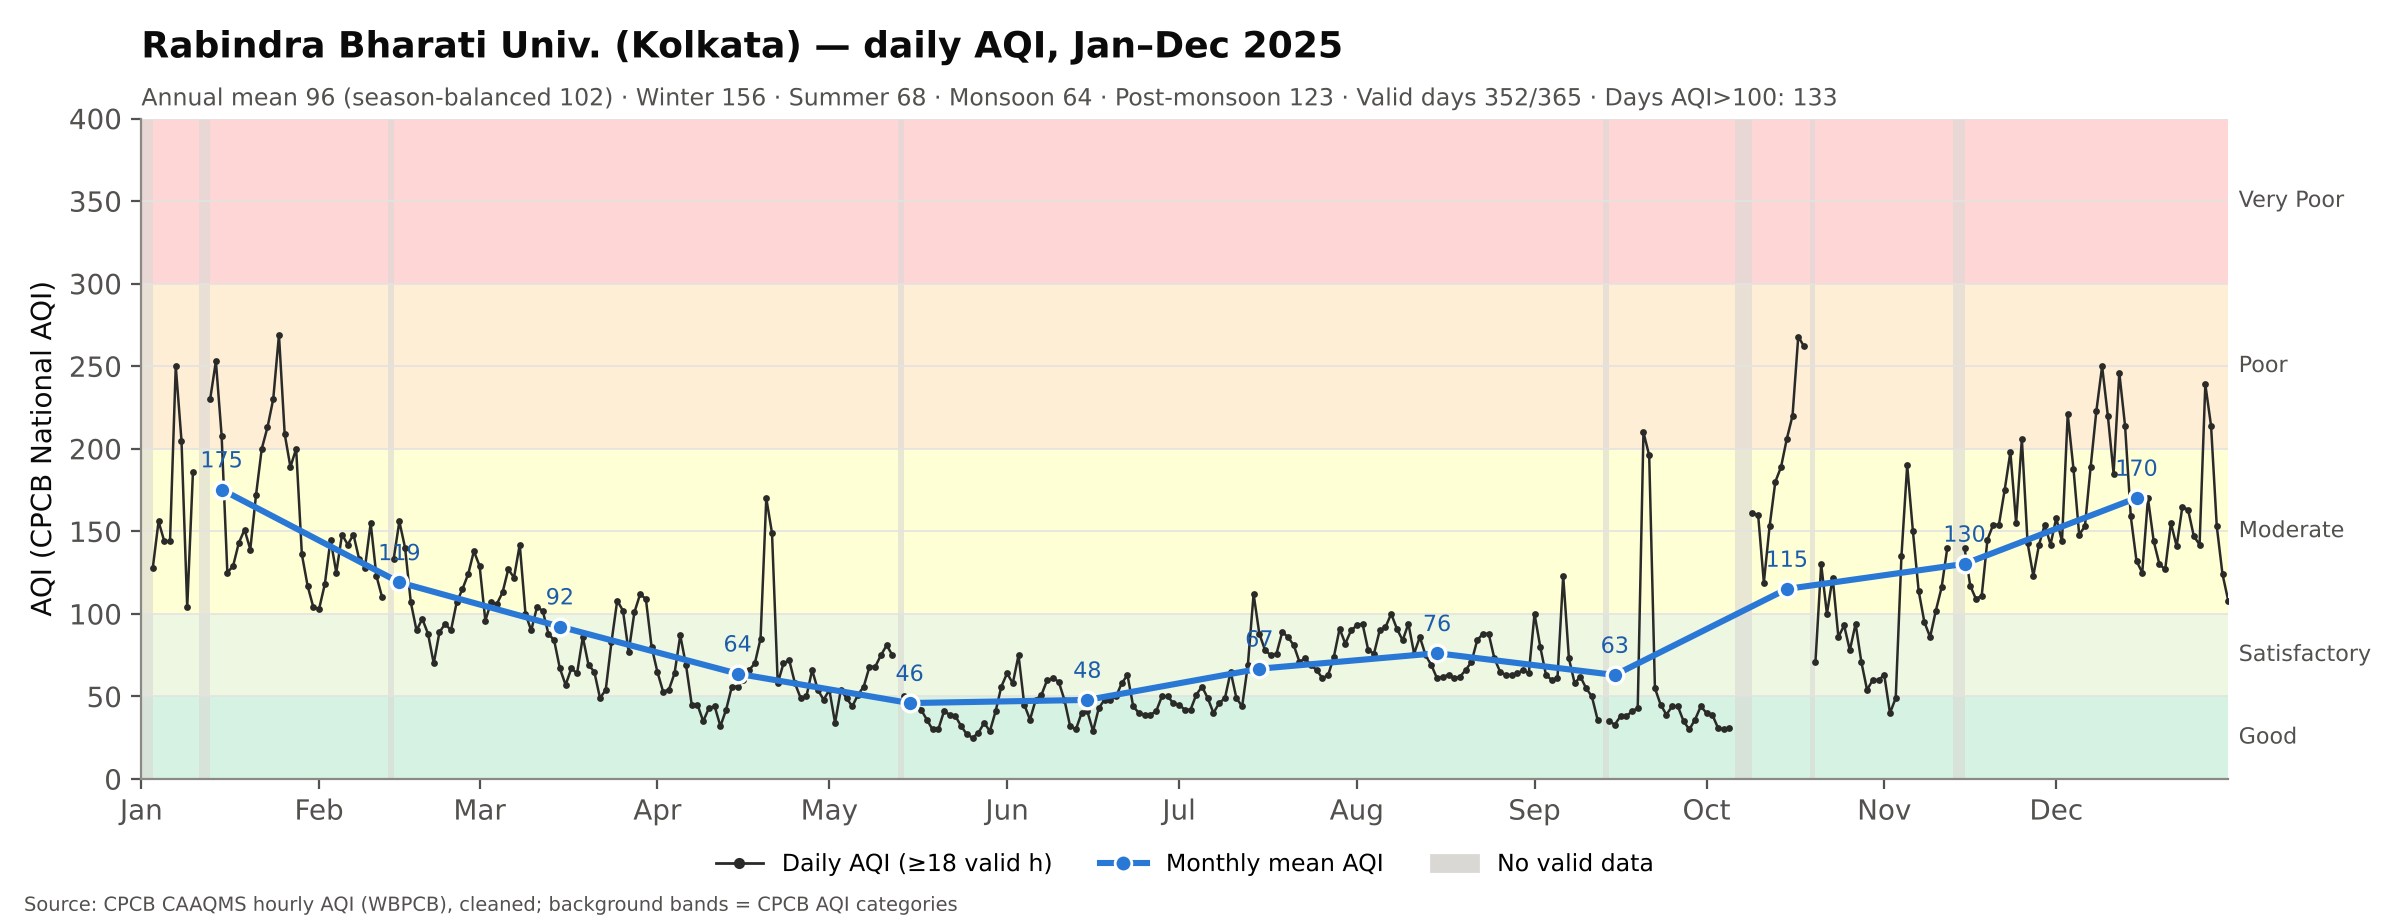 Rabindra Bharati Univ. (Kolkata) — daily AQI, Jan–Dec 2025
Annual mean 96 (season-balanced 102) · Winter 156 · Summer 68 · Monsoon 64 · Post-monsoon 123 · Valid days 352/365 · Days AQI>100: 133
AQI (CPCB National AQI)
400
350
300
250
200
150
100
50
0
Very Poor
Poor
Moderate
Satisfactory
Good
175
119
92
64
46
48
67
76
63
115
130
170
Jan
Feb
Mar
Apr
May
Jun
Jul
Aug
Sep
Oct
Nov
Dec
Daily AQI (≥18 valid h)
Monthly mean AQI
No valid data
Source: CPCB CAAQMS hourly AQI (WBPCB), cleaned; background bands = CPCB AQI categories